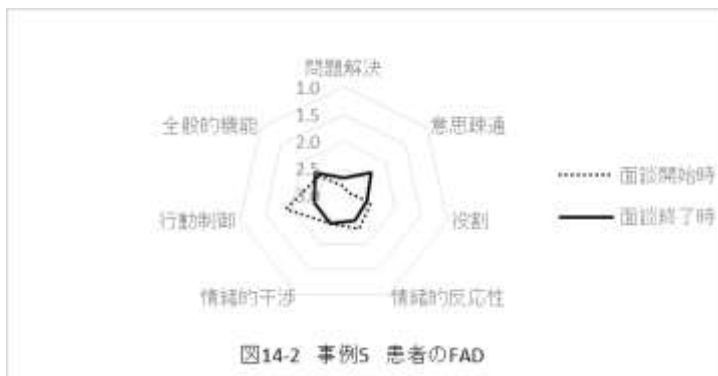 問題解決
1.0
1.5
2.0
2.5
3.0
全般的機能
意思疎通
行動制御
役割
情緒的干渉
情緒的反応性
面談開始時
面談終了時
図14-2 事例5 患者のFAD